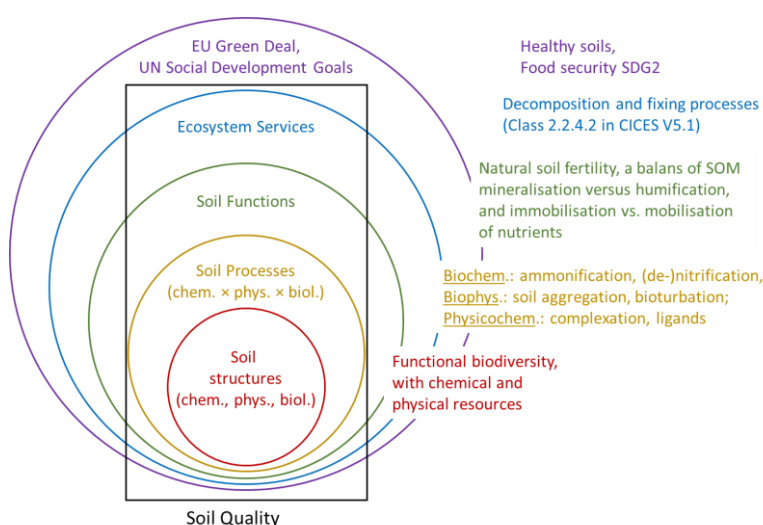 EU Green Deal,
UN Social Development Goals
Healthy soils,
Food security SDG2
Ecosystem Services
Decomposition and fixing processes
(Class 2.2.4.2 in CICES V5.1)
Soil Functions
Natural soil fertility, a balans of SOM
mineralisation versus humification,
and immobilisation vs. mobilisation
of nutrients
Soil Processes
(chem. × phys. × biol.)
Biochem.: ammonification, (de-)nitrification,
Biophys.: soil aggregation, bioturbation;
Physicochem.: complexation, ligands
Soil
structures
(chem., phys., biol.)
Functional biodiversity,
with chemical and
physical resources
Soil Quality